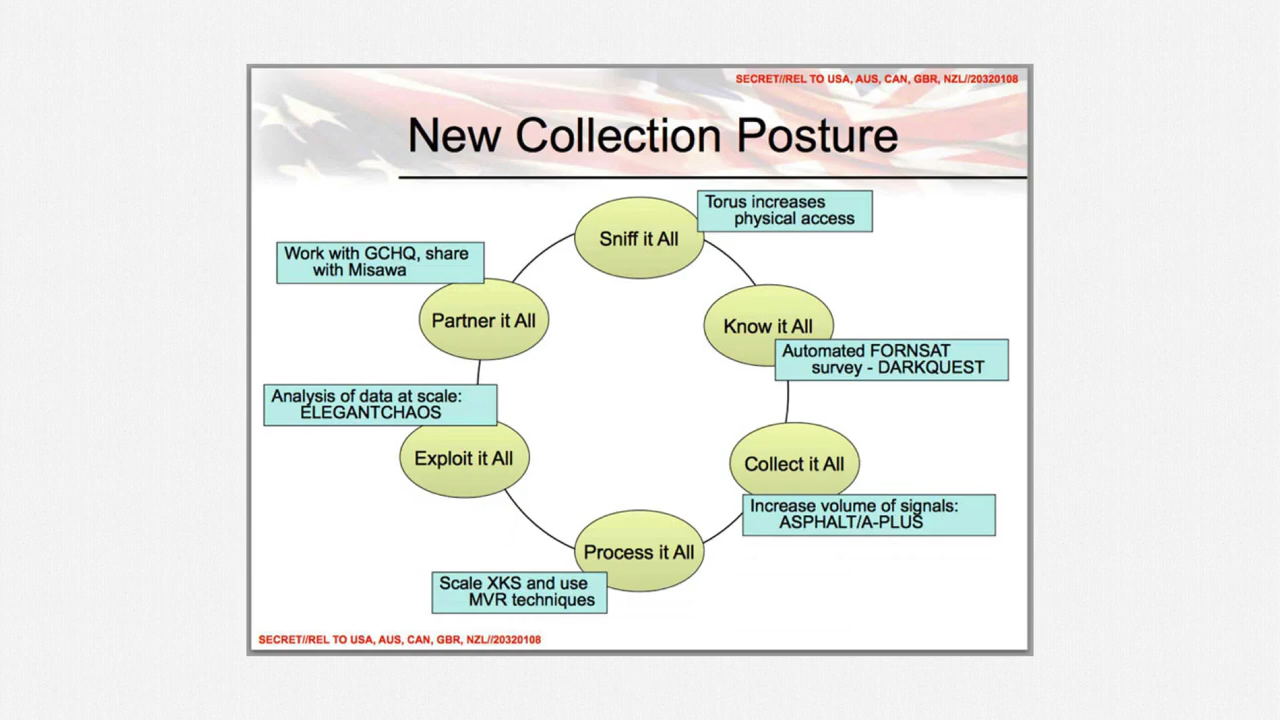 SECRET//REL TO USA, AUS, CAN, GBR, NZL//20320108
New Collection Posture
Sniff it All
Torus increases
physical access
Know it All
Automated FORNSAT
survey - DARKQUEST
Collect it All
Increase volume of signals:
ASPHALT/A-PLUS
Process it All
Scale XKS and use
MVR techniques
Exploit it All
Analysis of data at scale:
ELEGANTCHAOS
Partner it All
Work with GCHQ, share
with Misawa
SECRET//REL TO USA, AUS, CAN, GBR, NZL//20320108